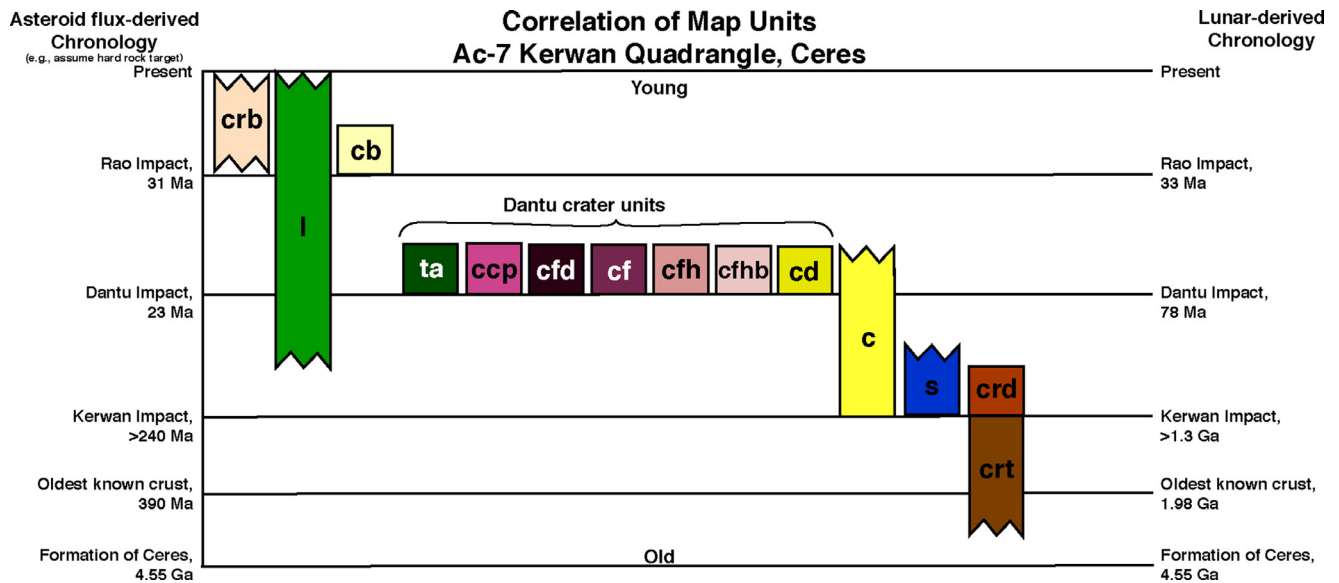 Asteroid flux-derived
Chronology
(e.g., assume hard rock target)
Present
Correlation of Map Units
Ac-7 Kerwan Quadrangle, Ceres
Lunar-derived
Chronology
Present
Young
crb
cb
Rao Impact,
31 Ma
Rao Impact,
33 Ma
l
Dantu crater units
ta
ccp
cfd
cf
cfh
cfhb
cd
Dantu Impact,
23 Ma
Dantu Impact,
78 Ma
c
s
crd
Kerwan Impact,
>240 Ma
Kerwan Impact,
>1.3 Ga
crt
Oldest known crust,
390 Ma
Oldest known crust,
1.98 Ga
Formation of Ceres,
4.55 Ga
Old
Formation of Ceres,
4.55 Ga